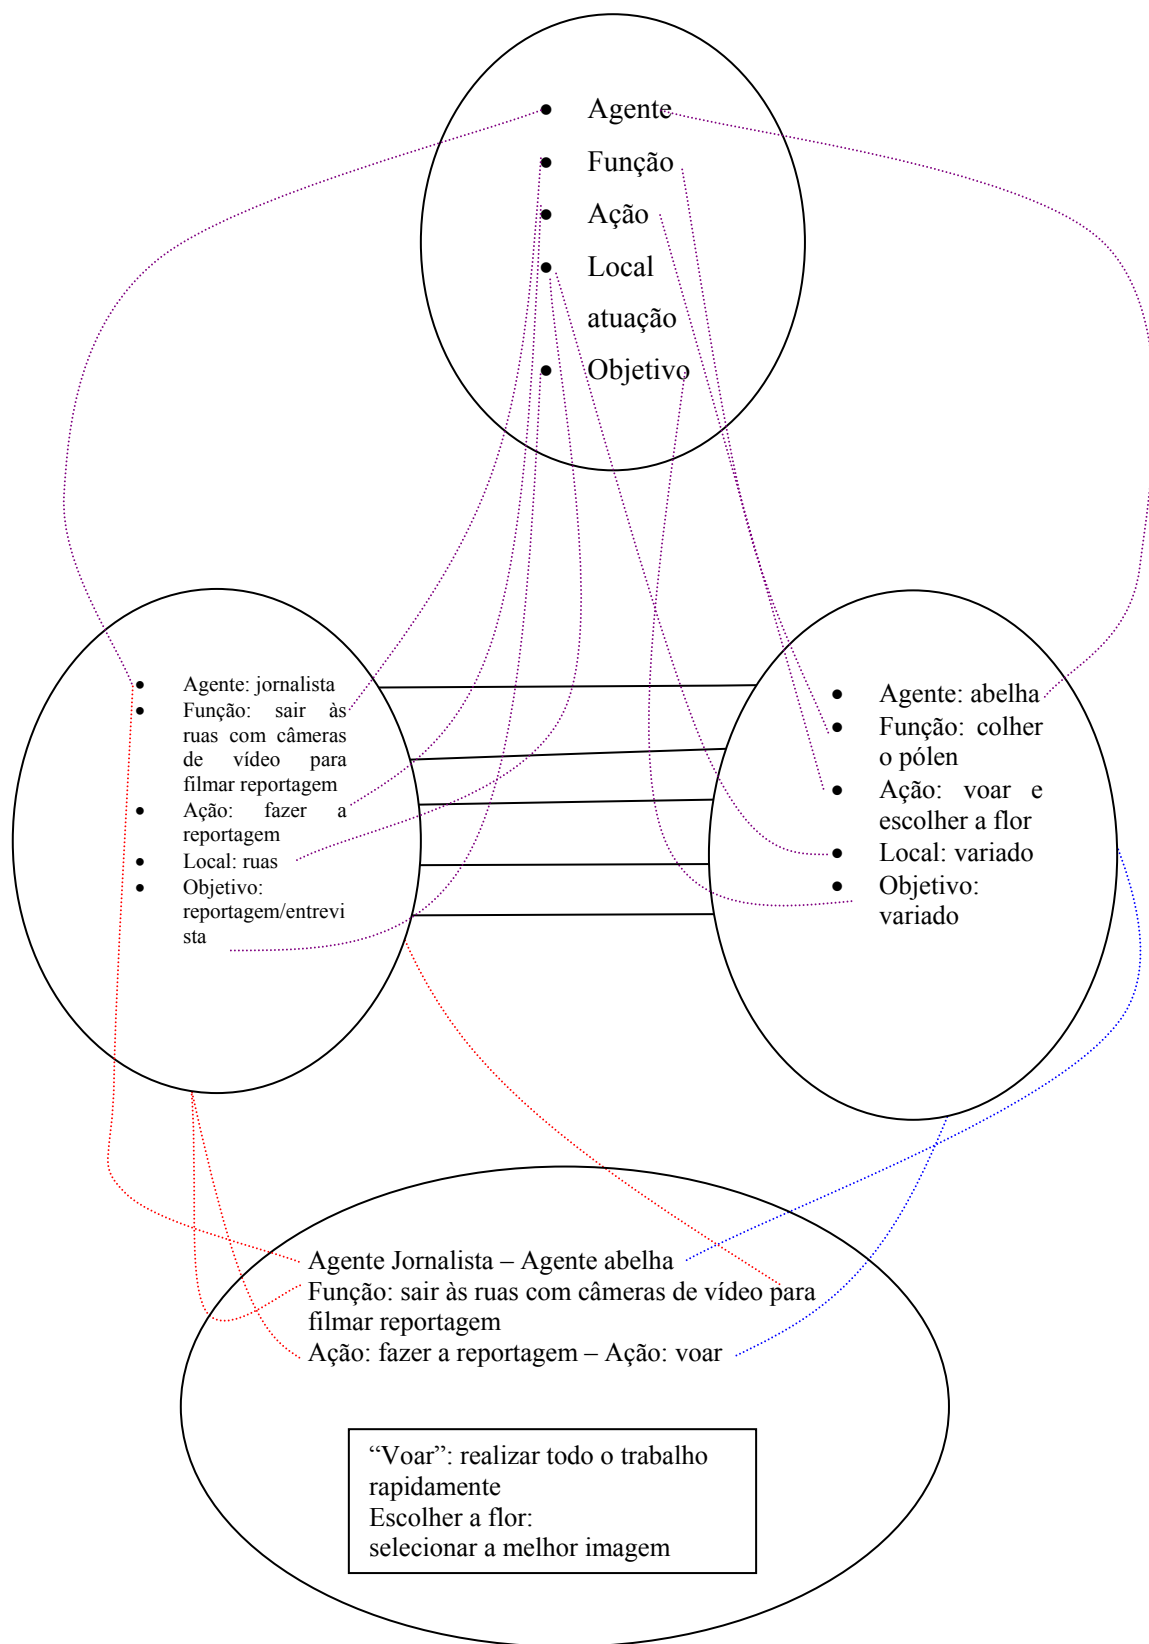 • Agente
• Função
• Ação
• Local
atuação
• Objetivo
• Agente: jornalista
• Função: sair às
ruas com câmeras
de vídeo para
filmar reportagem
• Ação: fazer a
reportagem
• Local: ruas
• Objetivo:
reportagem/entrevi
sta
• Agente: abelha
• Função: colher
o pólen
• Ação: voar e
escolher a flor
• Local: variado
• Objetivo:
variado
Agente Jornalista – Agente abelha
Função: sair às ruas com câmeras de vídeo para
filmar reportagem
Ação: fazer a reportagem – Ação: voar
“Voar”: realizar todo o trabalho
rapidamente
Escolher a flor:
selecionar a melhor imagem